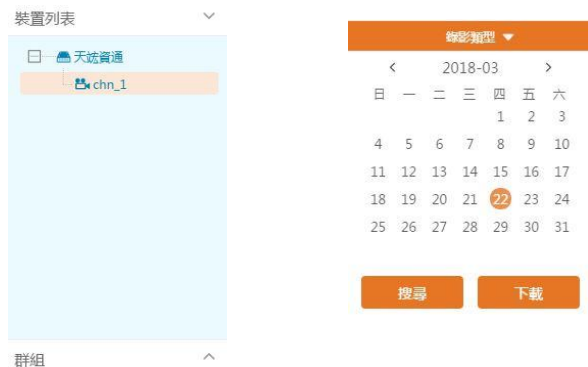 裝置列表
天竑資通
chn_1
群組
錄影類型
2018-03
日 一 二 三 四 五 六
1 2 3
4 5 6 7 8 9 10
11 12 13 14 15 16 17
18 19 20 21 22 23 24
25 26 27 28 29 30 31
搜尋 下載